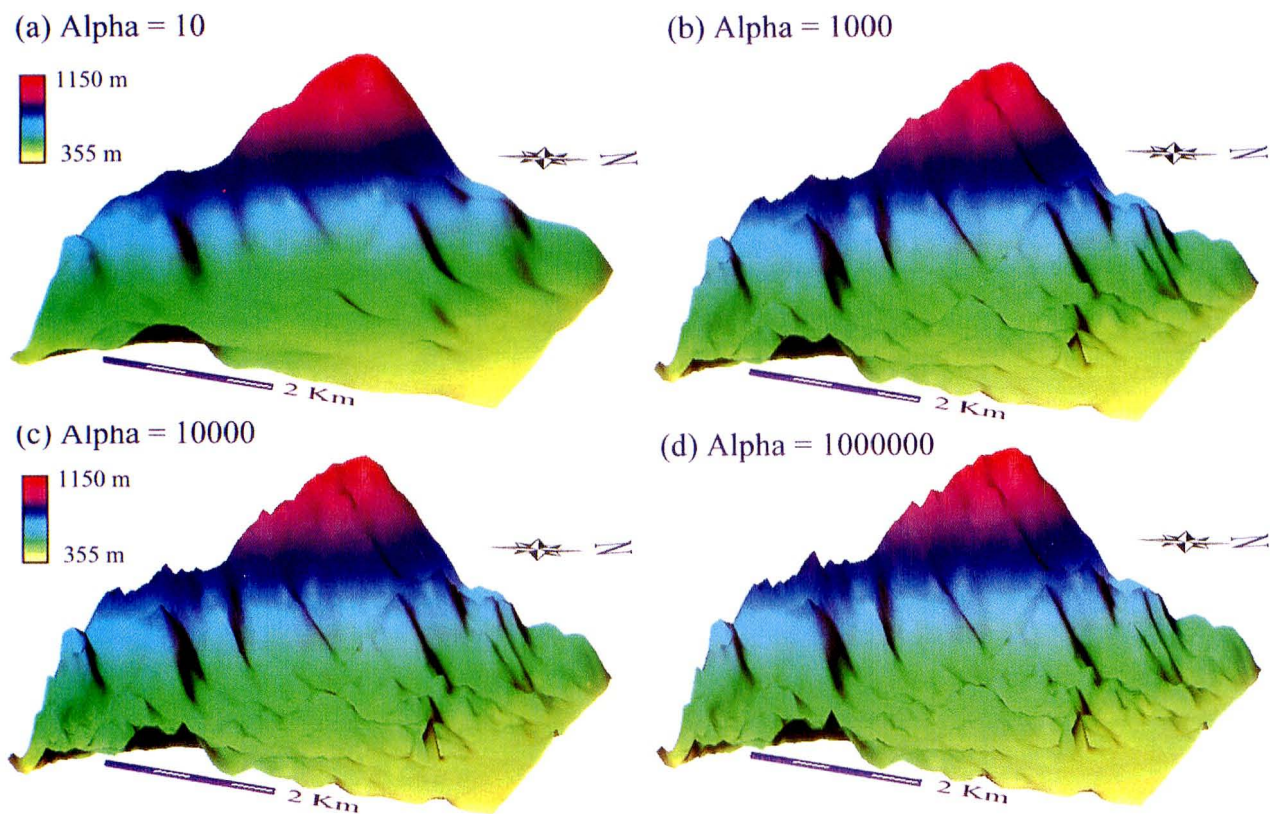 (a) Alpha = 10
1150 m
355 m
N
2 Km
(b) Alpha = 1000
N
2 Km
(c) Alpha = 10000
1150 m
355 m
N
2 Km
(d) Alpha = 1000000
N
2 Km